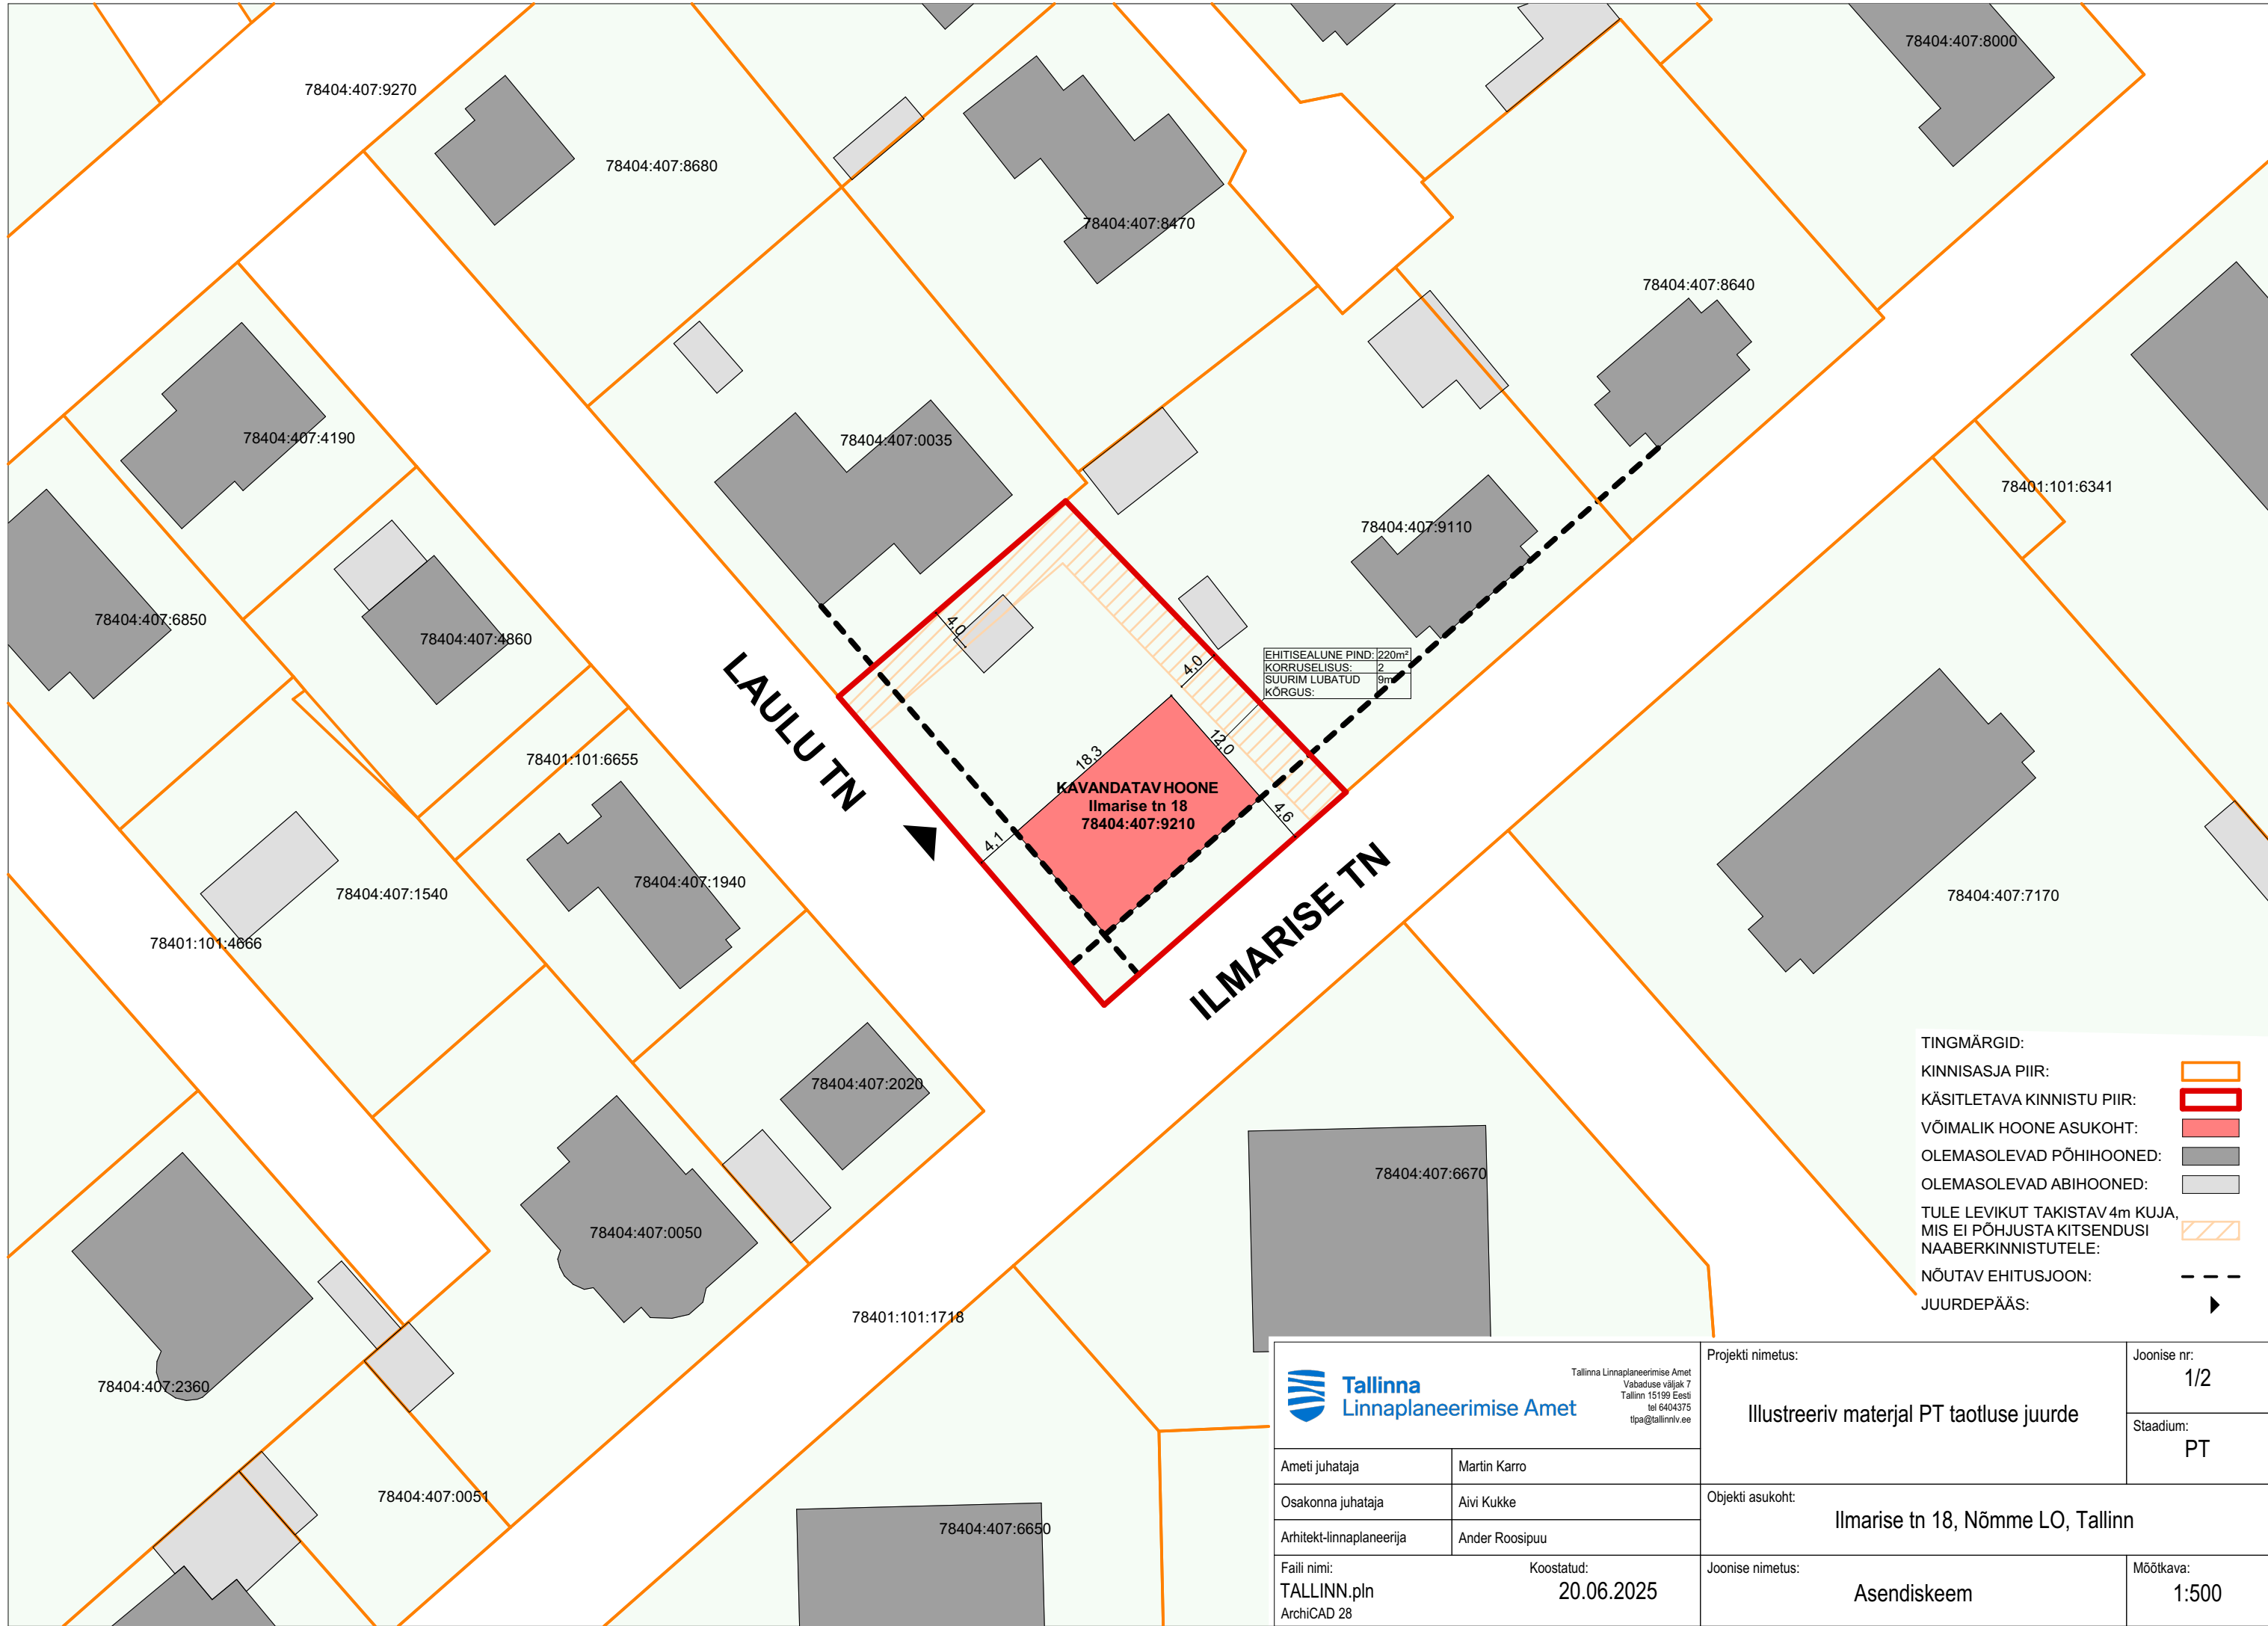 78404:407:9270
78404:407:8680
78404:407:8470
78404:407:8000
78404:407:8640
78404:407:4190
78404:407:0035
78401:101:6341
78404:407:9110
78404:407:6850
78404:407:4860
LAULU TN
4,0
4,0
EHITISEALUNE PIND: 220m²
KORRUSELISUS: 2
SUURIM LUBATUD 9m
KÕRGUS:
78401:101:6655
18,3
12,0
KAVANDATAV HOONE
Ilmarise tn 18
78404:407:9210
4,6
4,1
78404:407:1540
78404:407:1940
78404:407:7170
78401:101:4666
ILMARISE TN
78404:407:2020
78404:407:6670
78404:407:0050
78401:101:1718
78404:407:2360
78404:407:0051
78404:407:6650
TINGMÄRGID:
KINNISASJA PIIR:
KÄSITLETAVA KINNISTU PIIR:
VÕIMALIK HOONE ASUKOHT:
OLEMASOLEVAD PÕHIHOONED:
OLEMASOLEVAD ABIHOONED:
TULE LEVIKUT TAKISTAV 4m KUJA,
MIS EI PÕHJUSTA KITSENDUSI
NAABERKINNISTUTELE:
NÕUTAV EHITUSJOON:
JUURDEPÄÄS:
Tallinna
Linnaplaneerimise Amet
Tallinna Linnaplaneerimise Amet
Vabaduse väljak 7
Tallinn 15199 Eesti
tel 6404375
tlpa@tallinnlv.ee
Projekti nimetus:
Illustreeriv materjal PT taotluse juurde
Joonise nr:
1/2
Staadium:
PT
Ameti juhataja Martin Karro
Osakonna juhataja Aivi Kukke
Arhitekt-linnaplaneerija Ander Roosipuu
Objekti asukoht:
Ilmarise tn 18, Nõmme LO, Tallinn
Faili nimi:
TALLINN.pln
ArchiCAD 28
Koostatud:
20.06.2025
Joonise nimetus:
Asendiskeem
Mõõtkava:
1:500